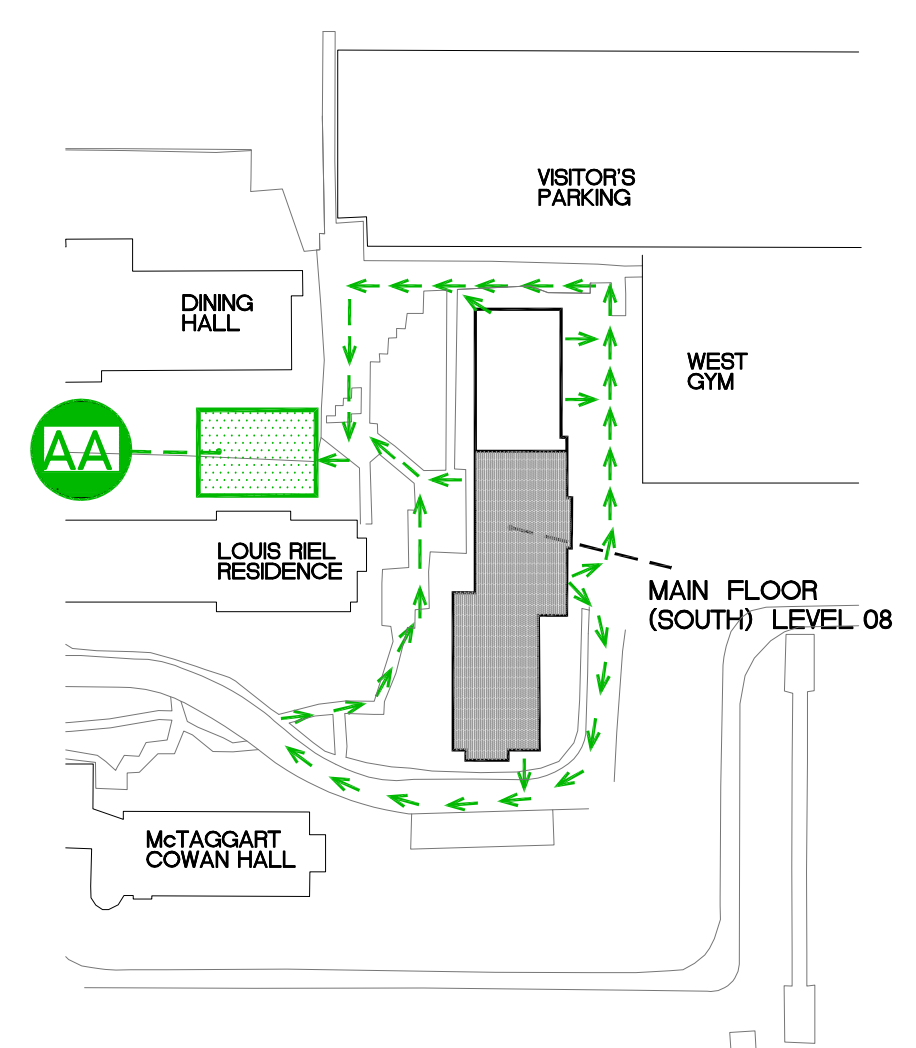 VISITOR'S
PARKING
DINING
HALL
WEST
GYM
AA
LOUIS RIEL
RESIDENCE
MAIN FLOOR
(SOUTH) LEVEL 08
McTAGGART
COWAN HALL